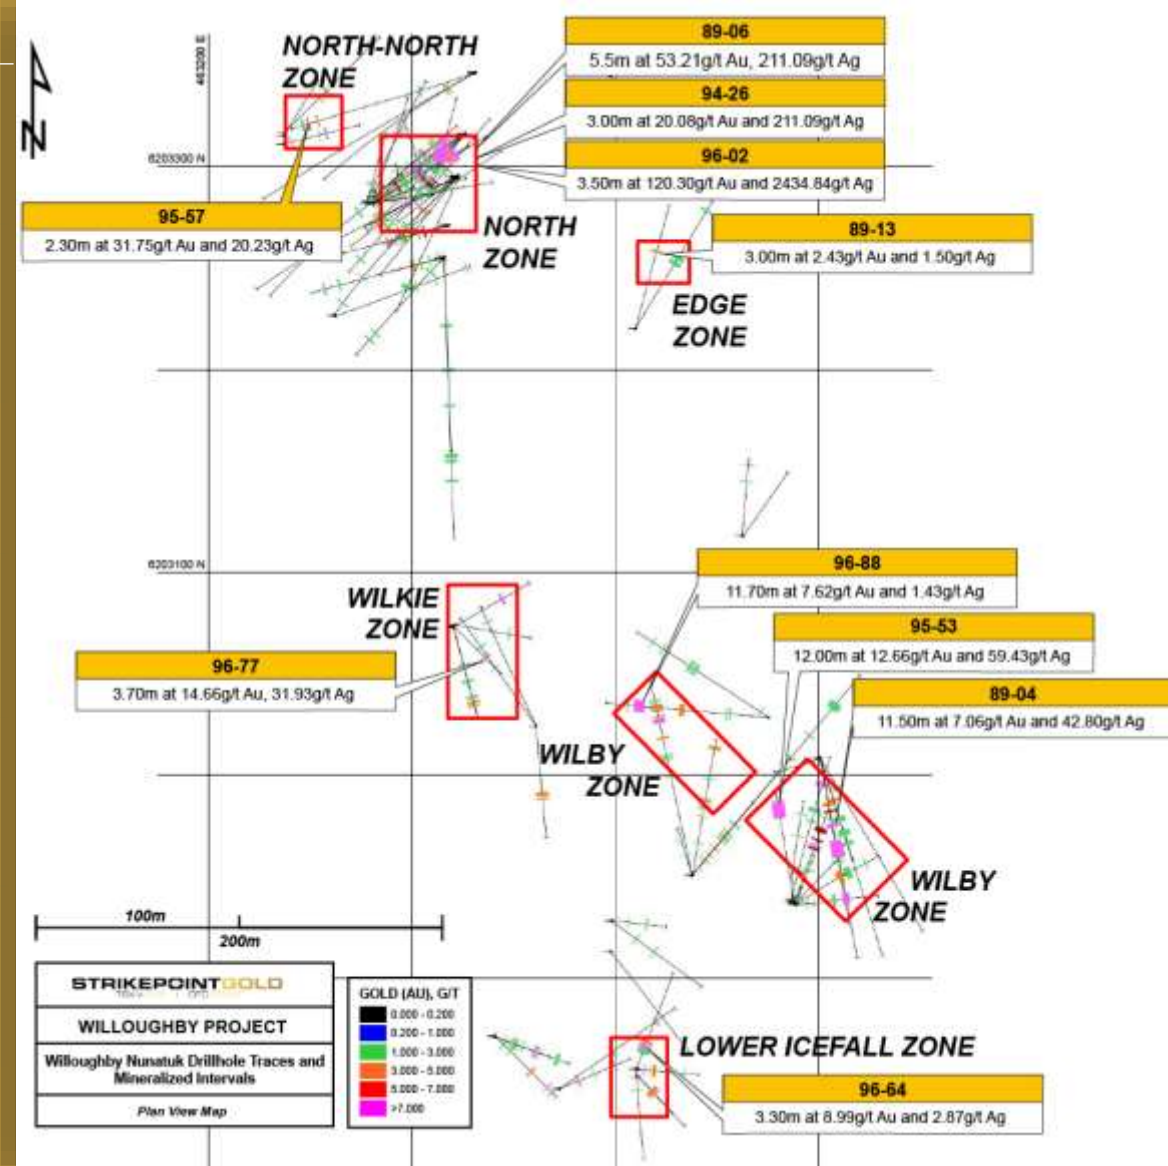 N
463200 E
NORTH-NORTH
ZONE
89-06
5.5m at 53.21g/t Au, 211.09g/t Ag
94-26
3.00m at 20.08g/t Au and 211.09g/t Ag
96-02
3.50m at 120.30g/t Au and 2434.84g/t Ag
6203300 N
95-57
2.30m at 31.75g/t Au and 20.23g/t Ag
NORTH
ZONE
89-13
3.00m at 2.43g/t Au and 1.50g/t Ag
EDGE
ZONE
6203100 N
96-88
11.70m at 7.62g/t Au and 1.43g/t Ag
WILKIE
ZONE
95-53
12.00m at 12.66g/t Au and 59.43g/t Ag
96-77
3.70m at 14.66g/t Au, 31.93g/t Ag
89-04
11.50m at 7.06g/t Au and 42.80g/t Ag
WILBY
ZONE
WILBY
ZONE
100m
200m
STRIKEPOINTGOLD
WILLOUGHBY PROJECT
Willoughby Nunatuk Drillhole Traces and
Mineralized Intervals
Plan View Map
GOLD (AU), G/T
0.000 - 0.200
0.200 - 1.000
1.000 - 3.000
3.000 - 5.000
5.000 - 7.000
>7.000
LOWER ICEFALL ZONE
96-64
3.30m at 8.99g/t Au and 2.87g/t Ag